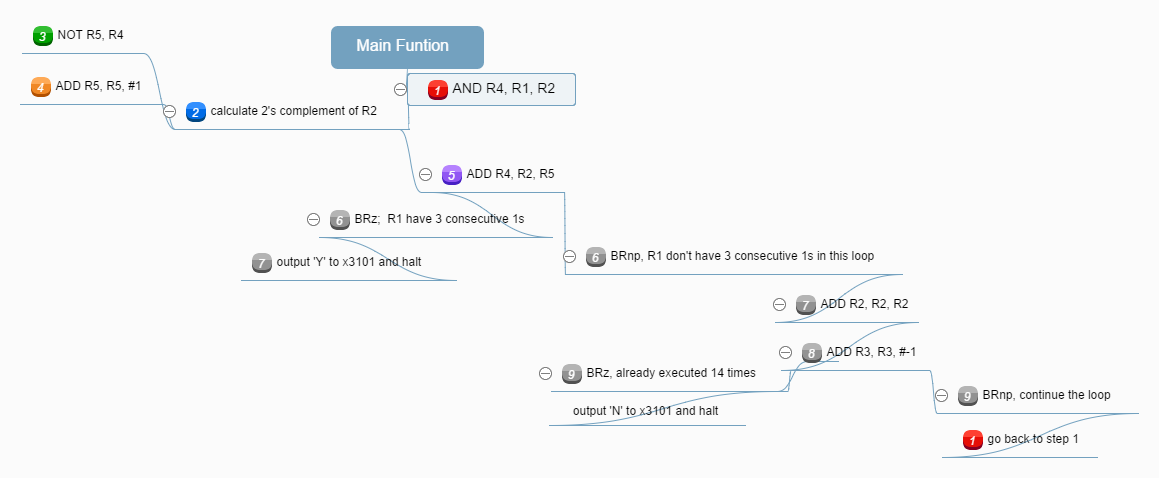 Main Funtion
1 AND R4, R1, R2
2 calculate 2's complement of R2
3 NOT R5, R4
4 ADD R5, R5, #1
5 ADD R4, R2, R5
6 BRz;  R1 have 3 consecutive 1s
7 output 'Y' to x3101 and halt
6 BRnp, R1 don't have 3 consecutive 1s in this loop
7 ADD R2, R2, R2
8 ADD R3, R3, #-1
9 BRz, already executed 14 times
output 'N' to x3101 and halt
9 BRnp, continue the loop
1 go back to step 1